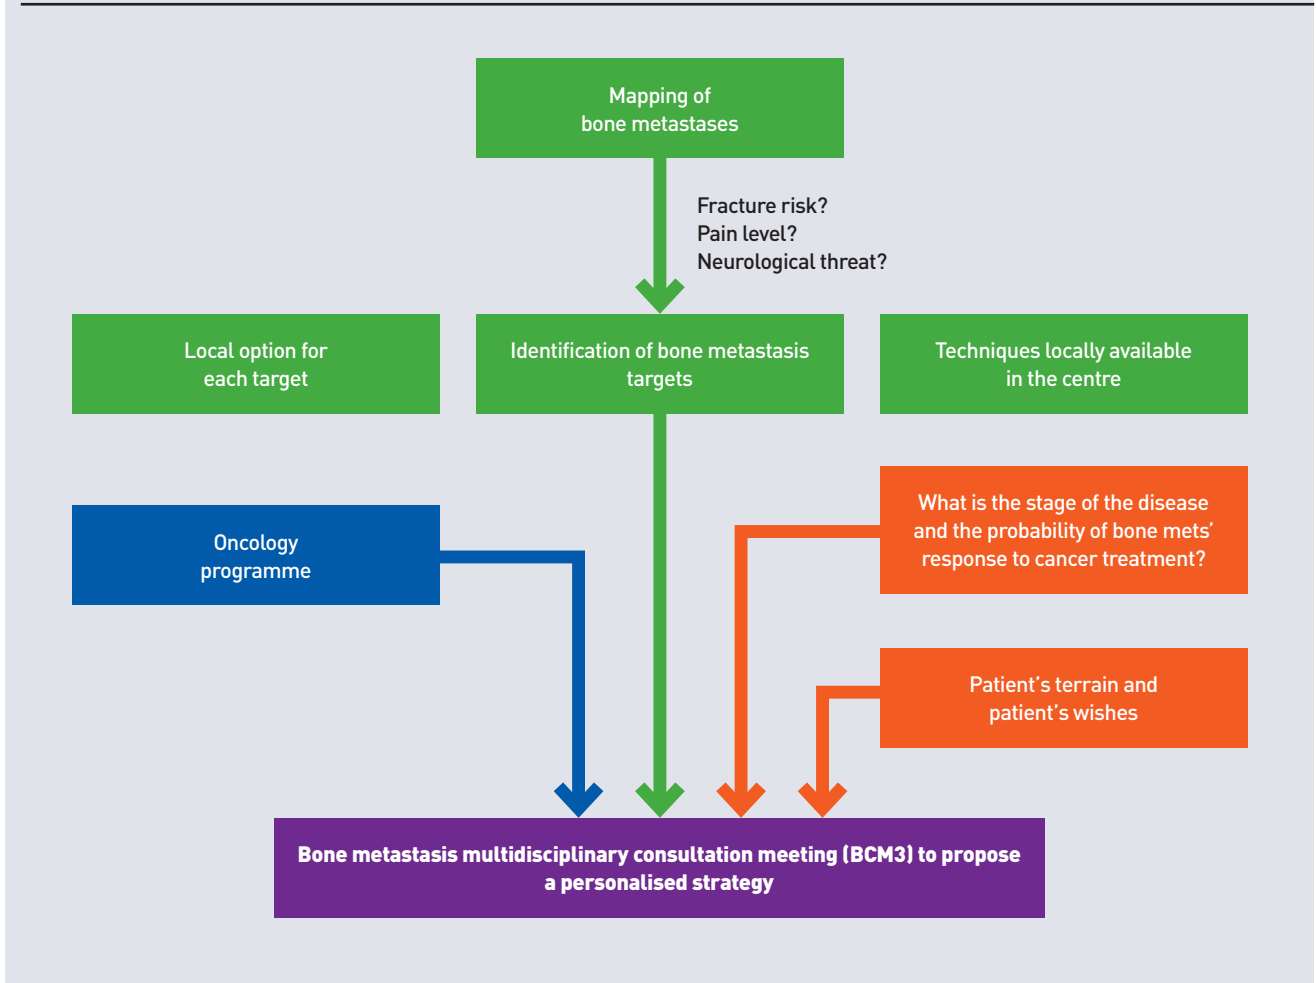 Mapping of
bone metastases
Fracture risk?
Pain level?
Neurological threat?
Local option for
each target
Identification of bone metastasis
targets
Techniques locally available
in the centre
Oncology
programme
What is the stage of the disease
and the probability of bone mets’
response to cancer treatment?
Patient’s terrain and
patient’s wishes
Bone metastasis multidisciplinary consultation meeting (BCM3) to propose
a personalised strategy